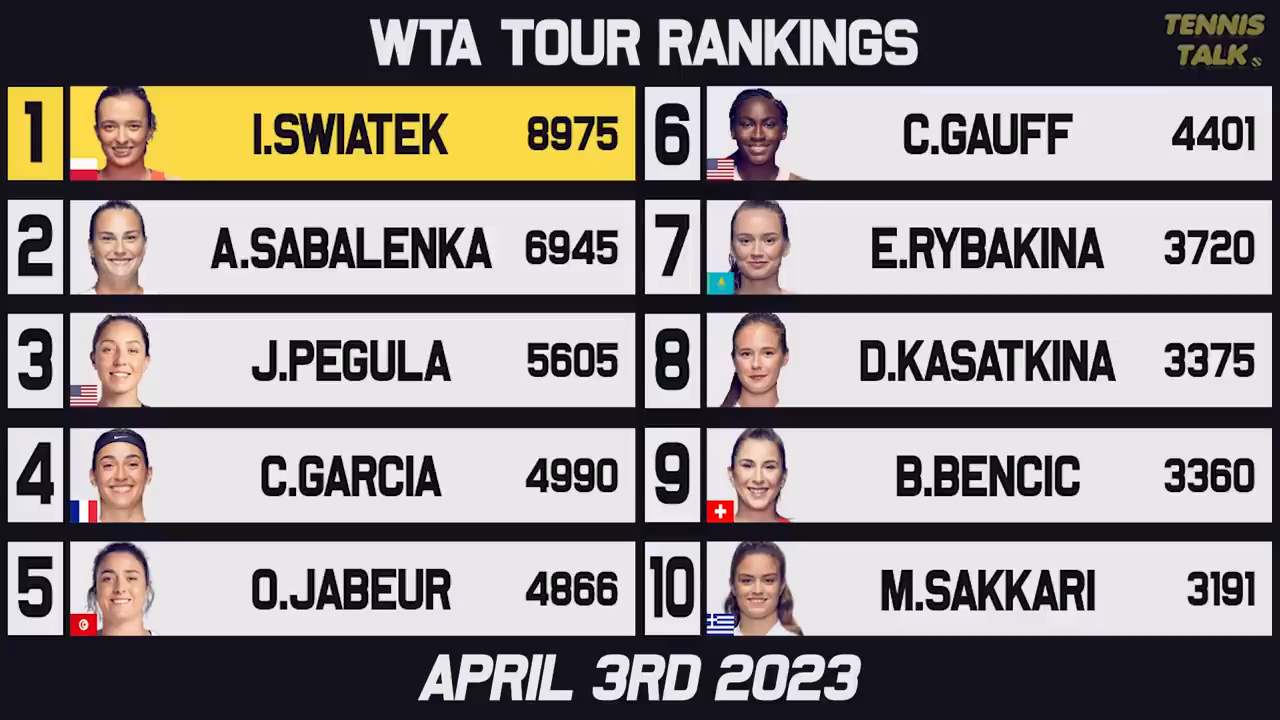 WTA TOUR RANKINGS
TENNIS
TALK.
1 I.SWIATEK 8975
2 A.SABALENKA 6945
3 J.PEGULA 5605
4 C.GARCIA 4990
5 O.JABEUR 4866
6 C.GAUFF 4401
7 E.RYBAKINA 3720
8 D.KASATKINA 3375
9 B.BENCIC 3360
10 M.SAKKARI 3191
APRIL 3RD 2023